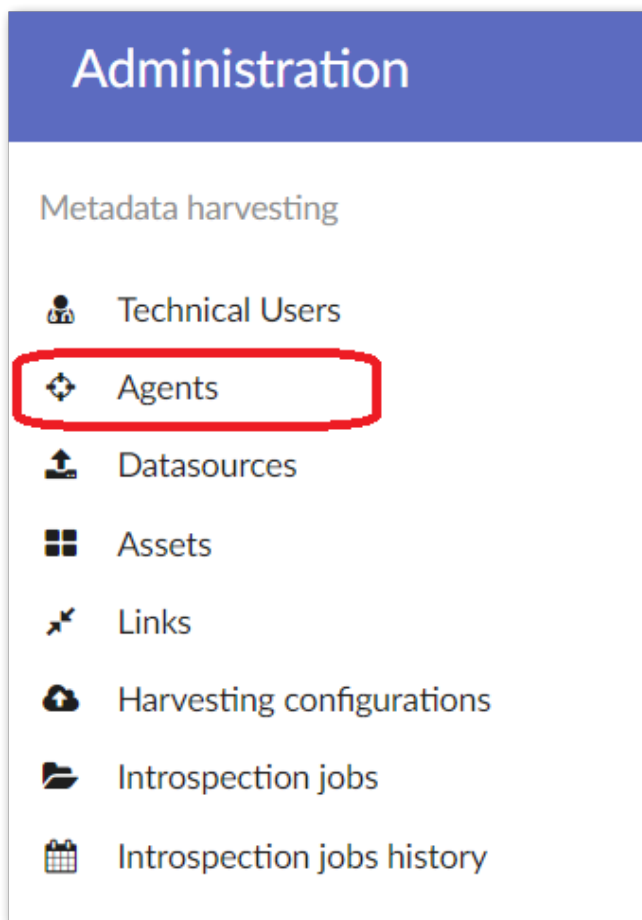 Administration
Metadata harvesting
Technical Users
Agents
Datasources
Assets
Links
Harvesting configurations
Introspection jobs
Introspection jobs history